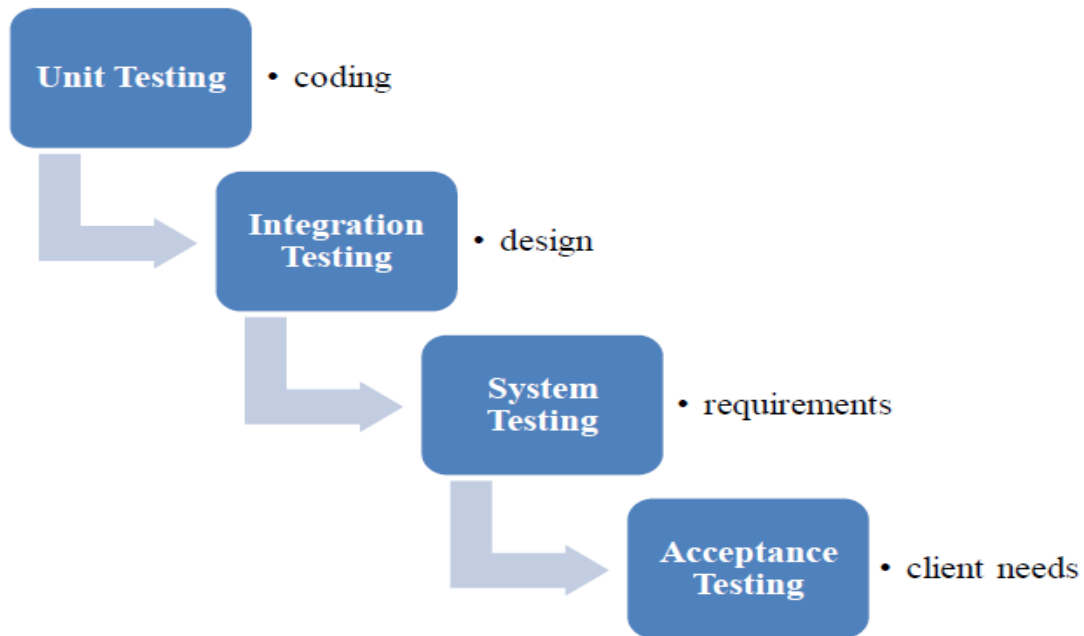 Unit Testing
• coding
Integration
Testing
• design
System
Testing
• requirements
Acceptance
Testing
• client needs